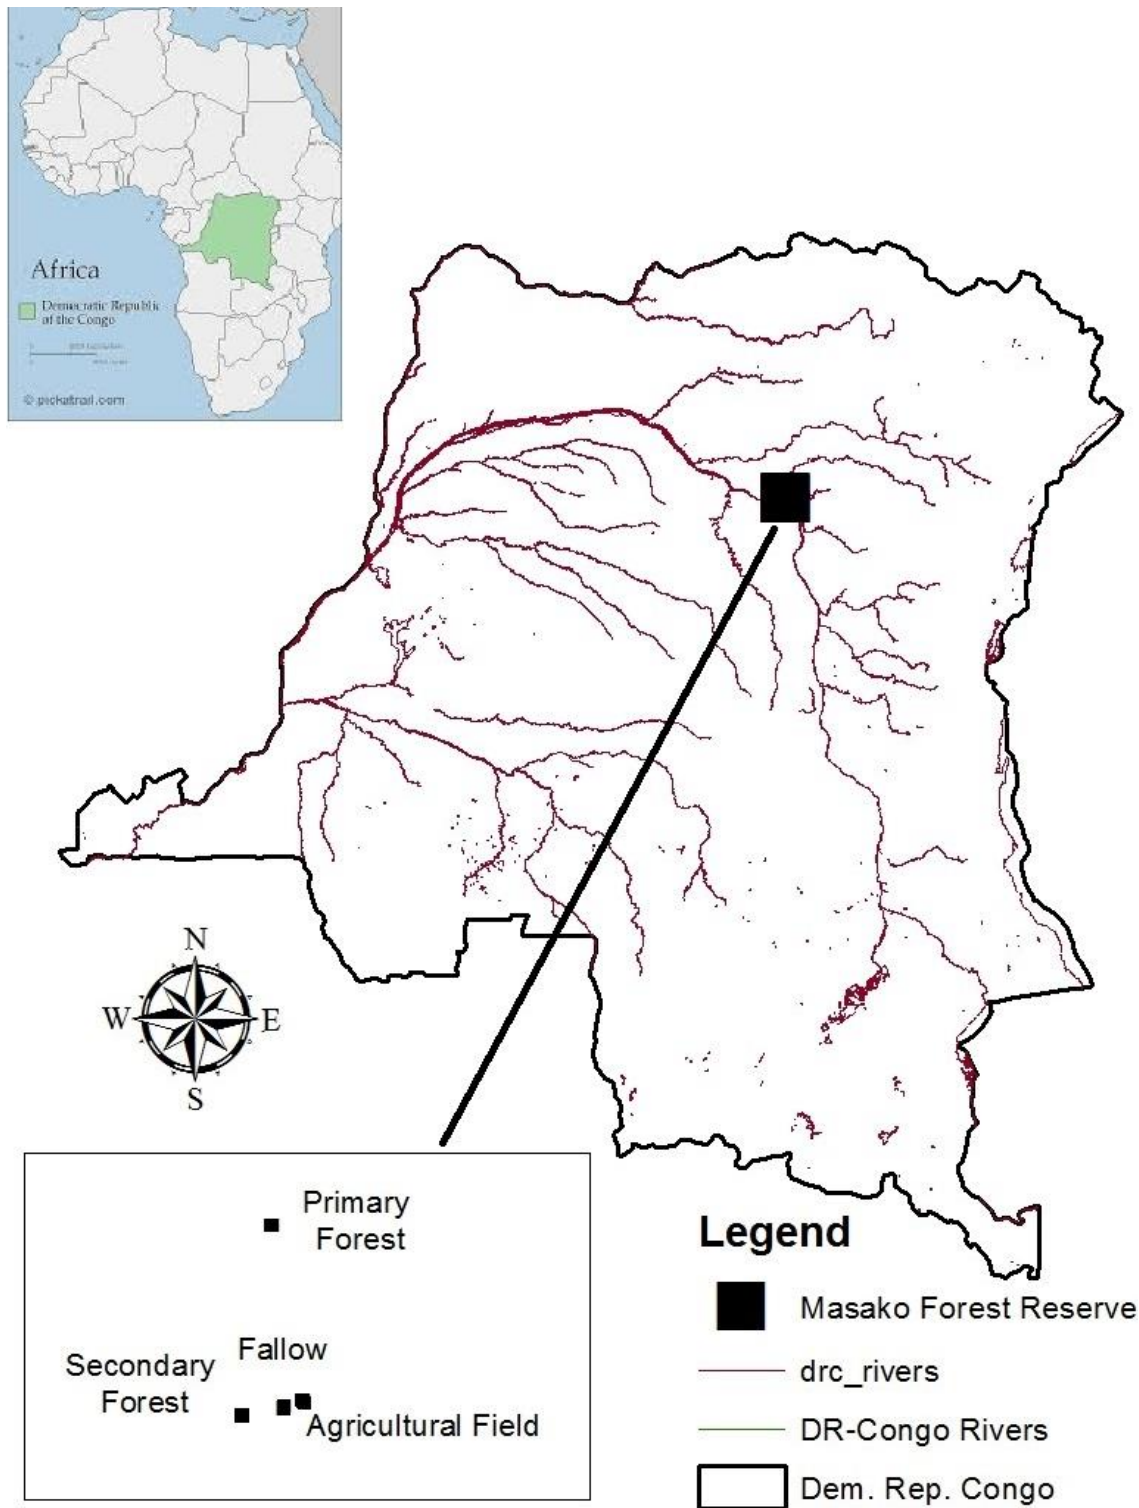 Africa
Democratic Republic
of the Congo
© pickatrail.com
N
W
E
S
Primary
Forest
Fallow
Secondary
Forest
Agricultural Field
Legend
Masako Forest Reserve
drc_rivers
DR-Congo Rivers
Dem. Rep. Congo